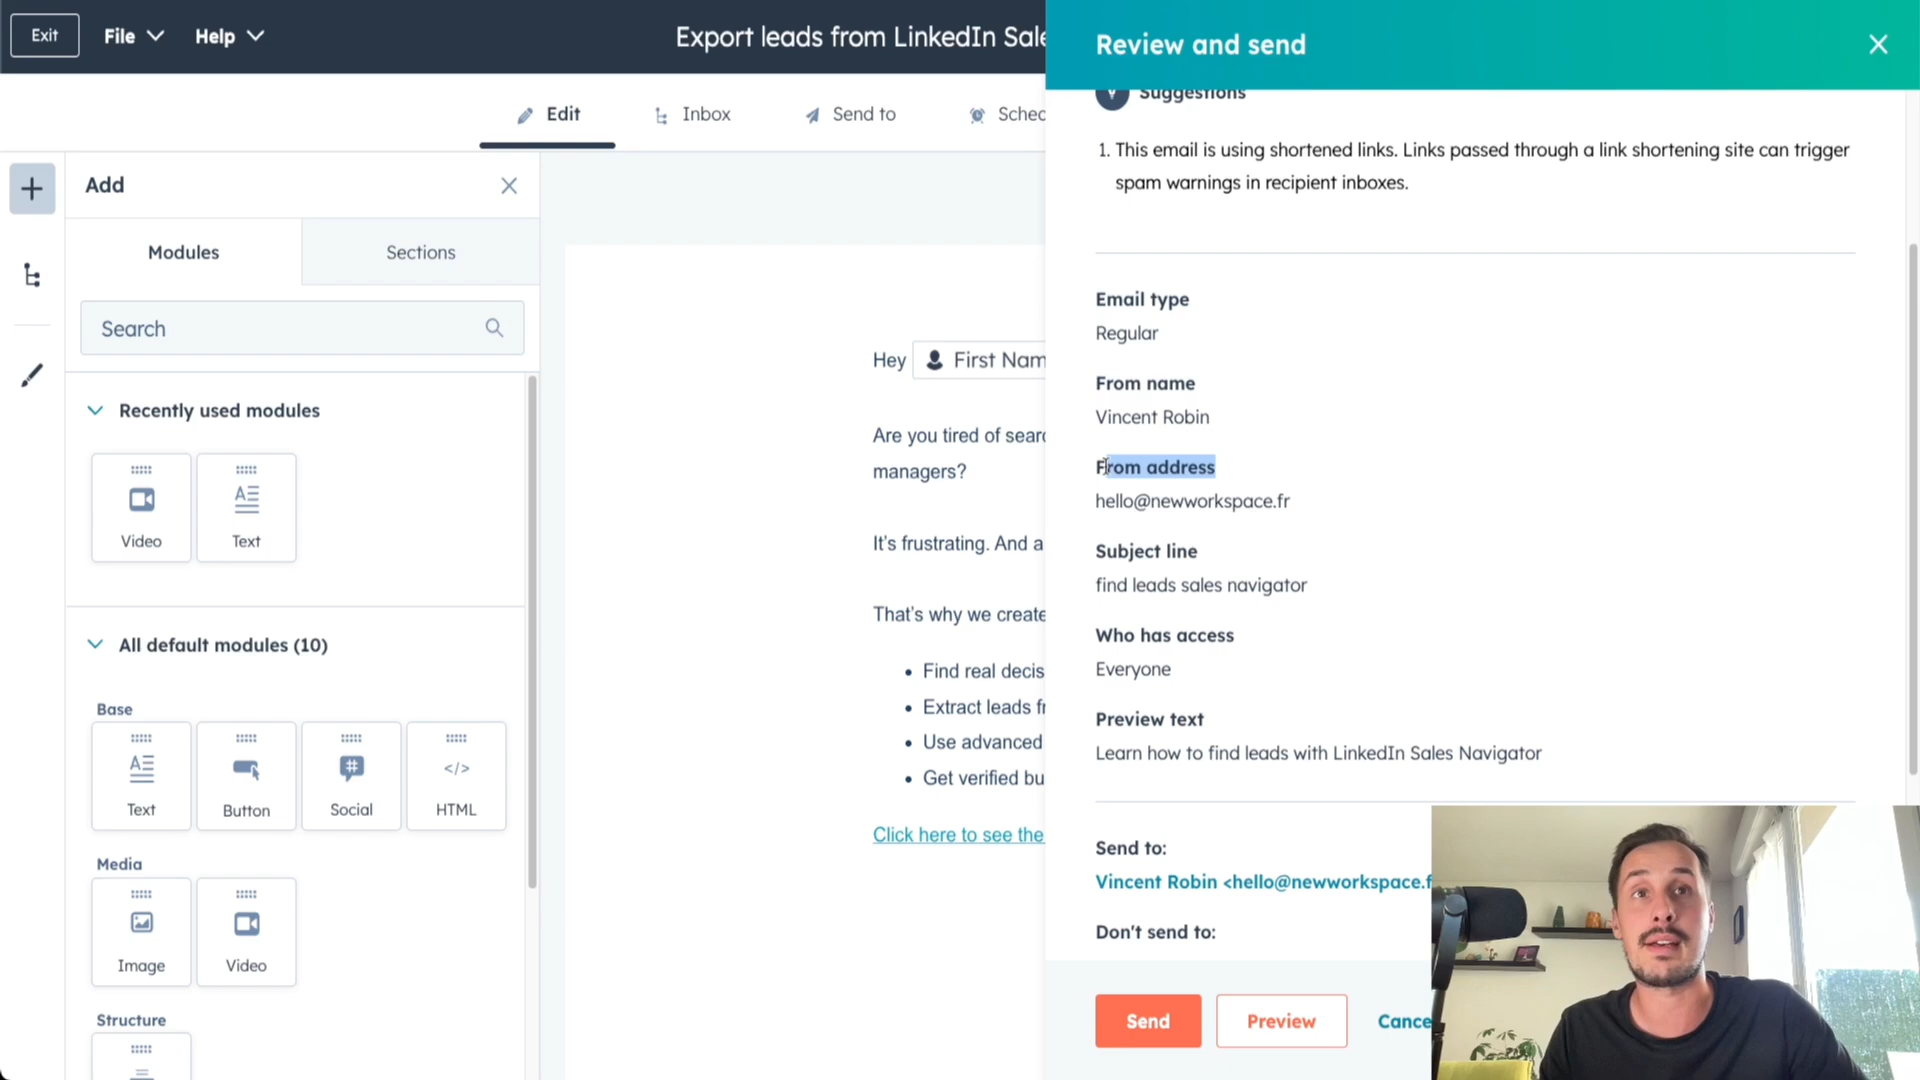 Exit
File
Help
Export leads from LinkedIn Sale
Review and send
Edit
Inbox
Send to
Sched
Suggestions
1. This email is using shortened links. Links passed through a link shortening site can trigger
spam warnings in recipient inboxes.
Add
Modules
Sections
Search
Recently used modules
Video
Text
All default modules (10)
Base
Text
Button
Social
</>
HTML
Media
Image
Video
Structure
Hey
First Nam
Are you tired of searc
managers?
It's frustrating. And a
That's why we create
• Find real decis
• Extract leads fr
• Use advanced
• Get verified bu
Click here to see the
Email type
Regular
From name
Vincent Robin
From address
hello@newworkspace.fr
Subject line
find leads sales navigator
Who has access
Everyone
Preview text
Learn how to find leads with LinkedIn Sales Navigator
Send to:
Vincent Robin <hello@newworkspace.f
Don't send to:
Send
Preview
Cance